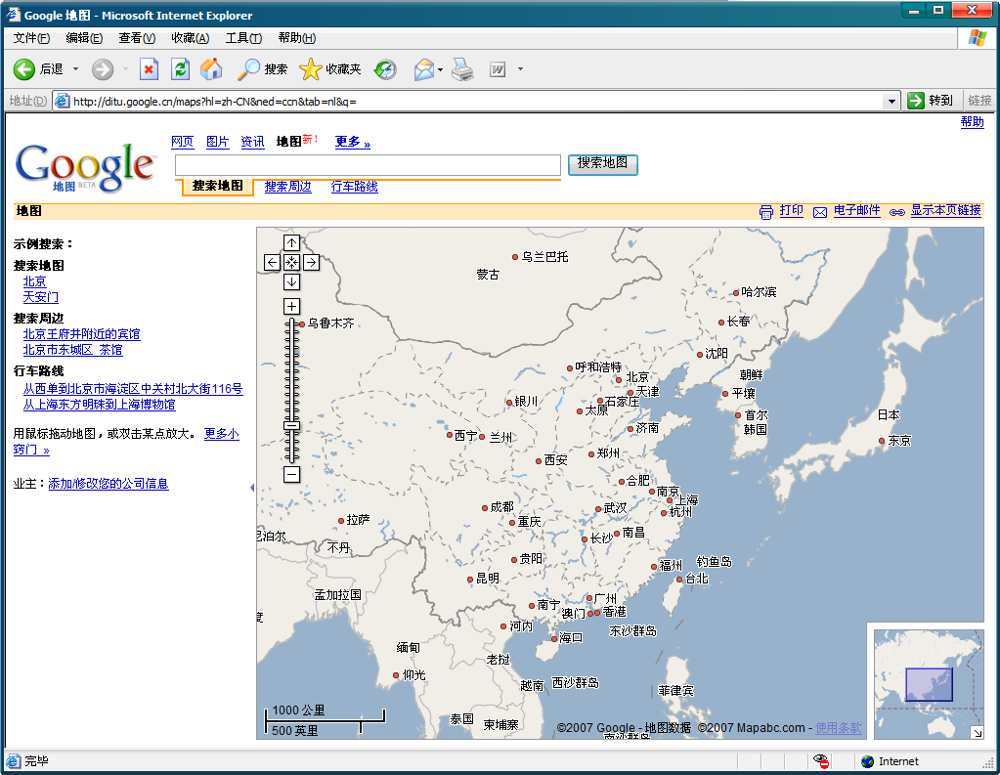 Google 地图 - Microsoft Internet Explorer
文件(F) 编辑(E) 查看(V) 收藏(A) 工具(T) 帮助(H)
后退 搜索 收藏夹
地址(D) http://ditu.google.cn/maps?hl=zh-CN&ned=ccn&tab=nl&q= 转到 链接
帮助
网页 图片 资讯 地图新! 更多 »
Google
地图 BETA
搜索地图
搜索地图 搜索周边 行车路线
地图 打印 电子邮件 显示本页链接
示例搜索：
搜索地图
北京
天安门
搜索周边
北京王府井附近的宾馆
北京市东城区 茶馆
行车路线
从西单到北京市海淀区中关村北大街116号
从上海东方明珠到上海博物馆
用鼠标拖动地图，或双击某点放大。 更多小
窍门 »
业主：添加/修改您的公司信息
乌兰巴托
蒙古
哈尔滨
乌鲁木齐
长春
沈阳
呼和浩特
朝鲜
北京
天津
平壤
银川
石家庄
太原
首尔
日本
济南
韩国
西宁
兰州
东京
郑州
西安
合肥
南京
上海
成都
武汉
杭州
拉萨
重庆
尼泊尔
长沙
南昌
不丹
贵阳
福州
钓鱼岛
昆明
台北
孟加拉国
广州
南宁
澳门
香港
度
河内
东沙群岛
海口
缅甸
老挝
仰光
越南
西沙群岛
菲律宾
1000 公里
泰国
柬埔寨
500 英里
©2007 Google - 地图数据 ©2007 Mapabc.com - 使用条款
南沙群岛
完毕 Internet